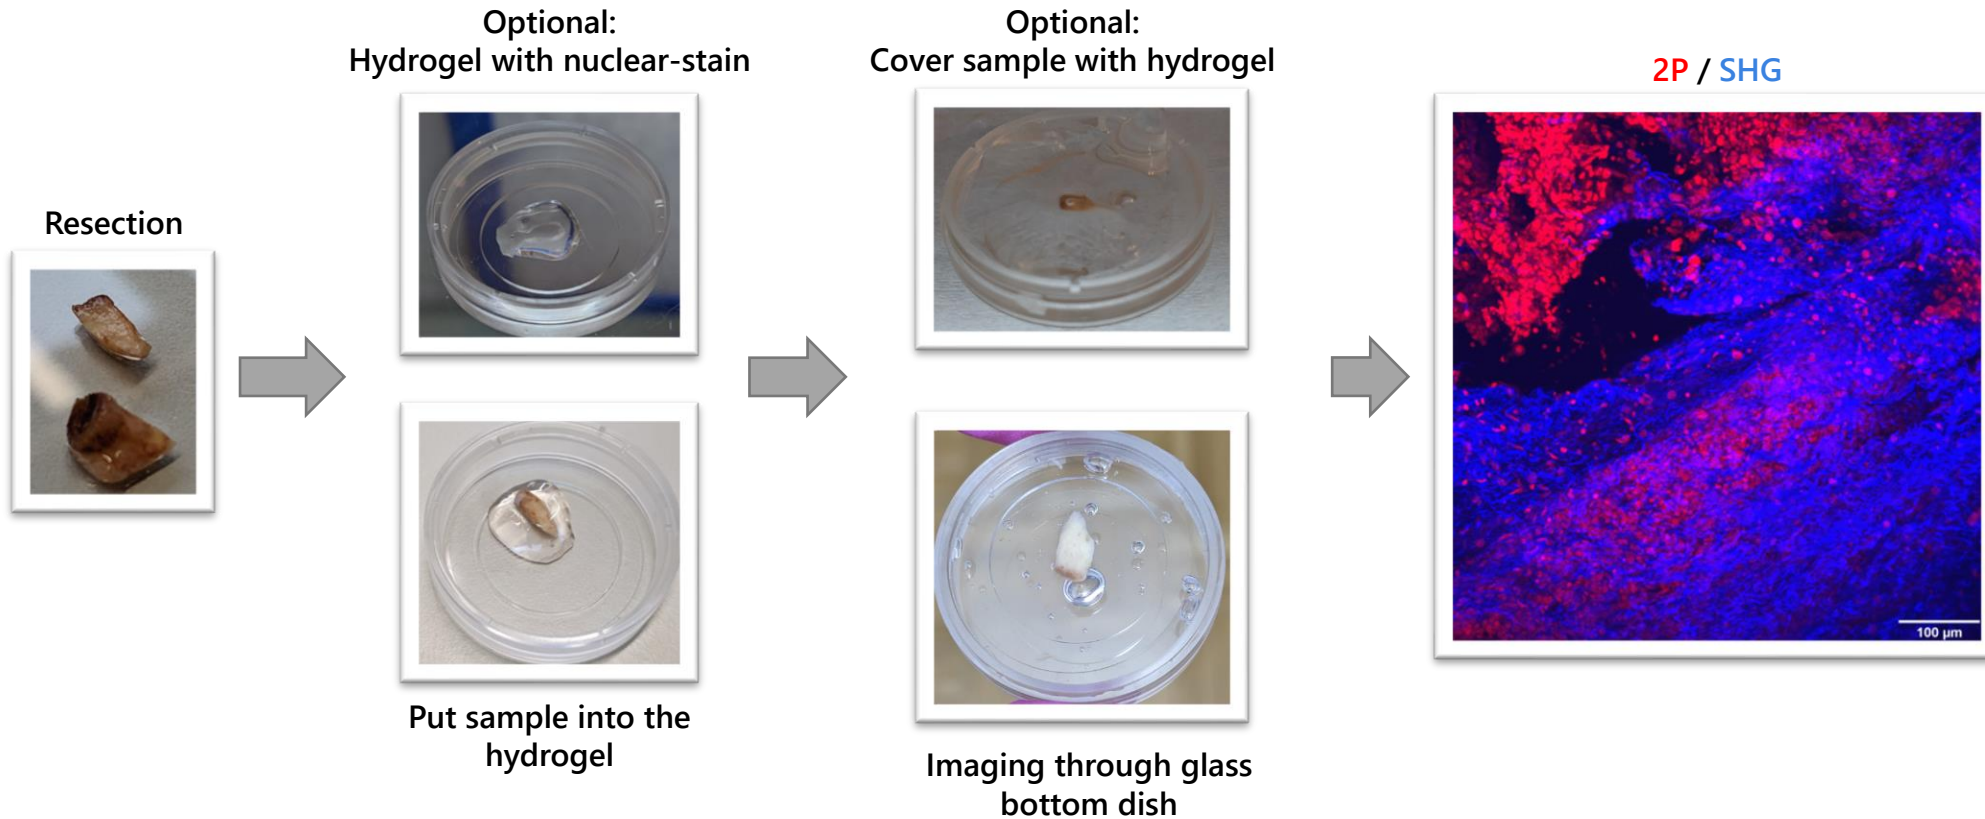 Resection
Optional:
Hydrogel with nuclear-stain
Put sample into the
hydrogel
Optional:
Cover sample with hydrogel
Imaging through glass
bottom dish
2P / SHG
100 µm